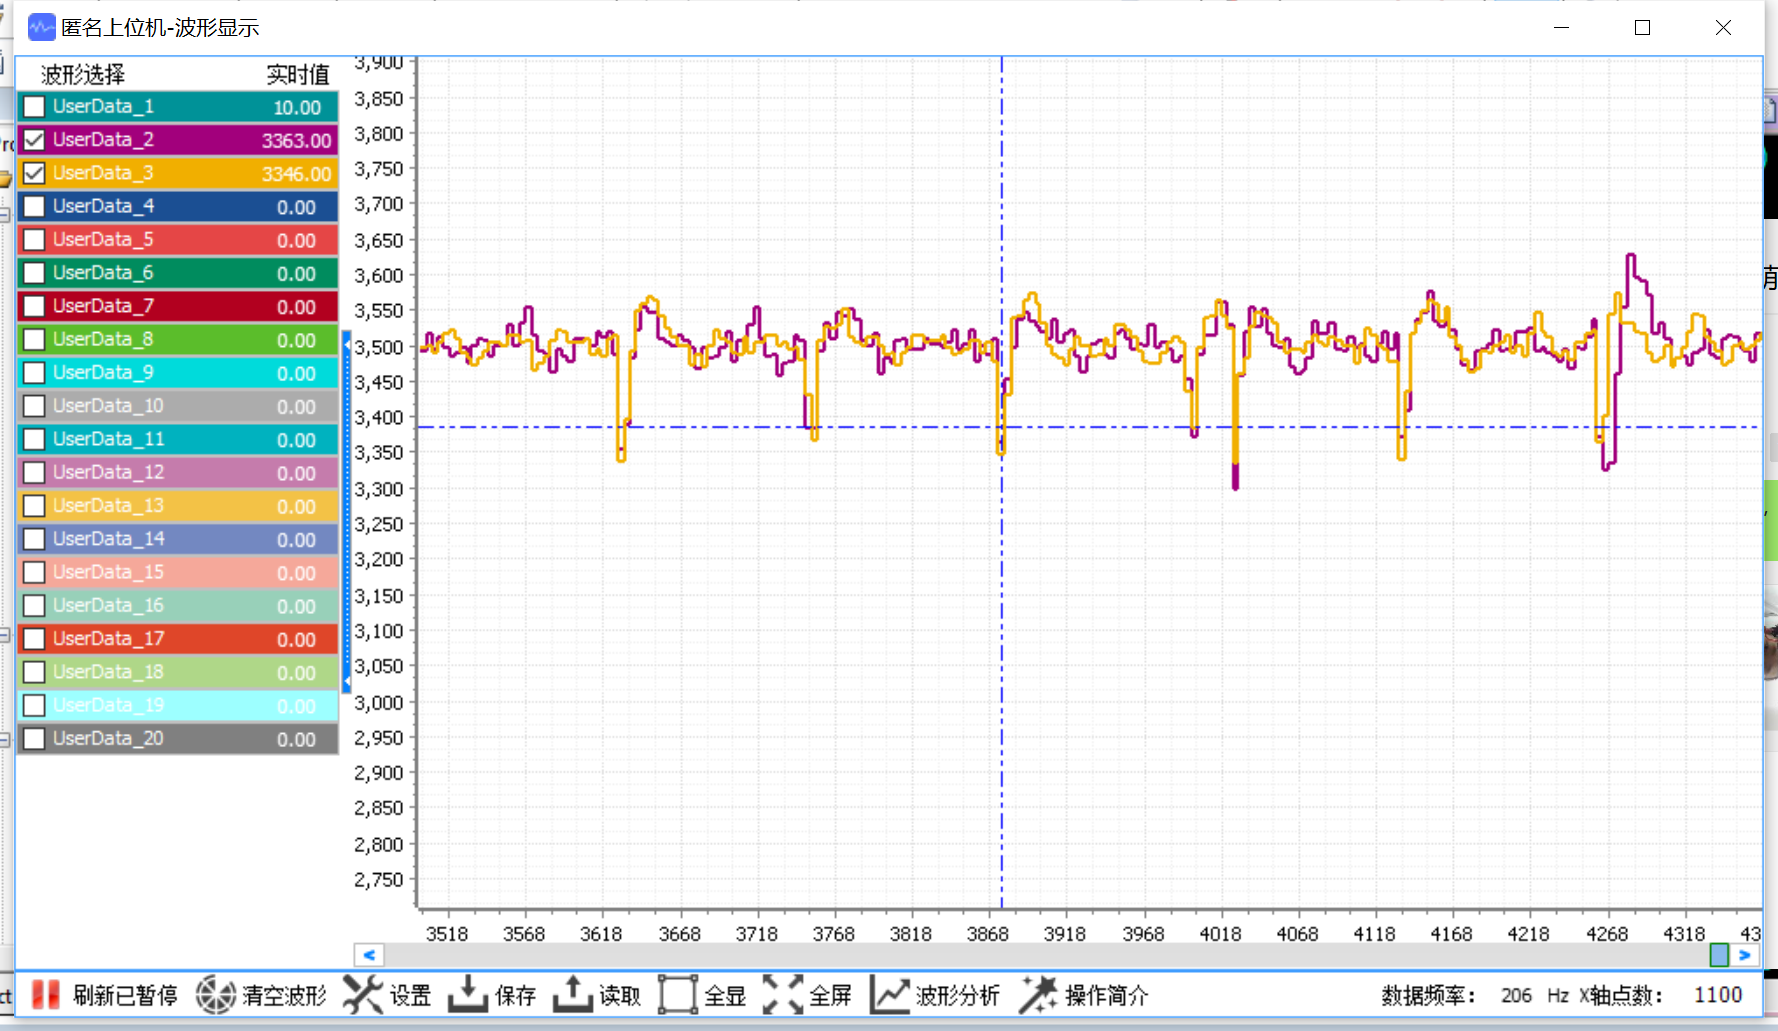 匿名上位机-波形显示
波形选择 实时值
UserData_1 10.00
UserData_2 3363.00
UserData_3 3346.00
UserData_4 0.00
UserData_5 0.00
UserData_6 0.00
UserData_7 0.00
UserData_8 0.00
UserData_9 0.00
UserData_10 0.00
UserData_11 0.00
UserData_12 0.00
UserData_13 0.00
UserData_14 0.00
UserData_15 0.00
UserData_16 0.00
UserData_17 0.00
UserData_18 0.00
UserData_19 0.00
UserData_20 0.00
3,900
3,850
3,800
3,750
3,700
3,650
3,600
3,550
3,500
3,450
3,400
3,350
3,300
3,250
3,200
3,150
3,100
3,050
3,000
2,950
2,900
2,850
2,800
2,750
3518 3568 3618 3668 3718 3768 3818 3868 3918 3968 4018 4068 4118 4168 4218 4268 4318 43
刷新已暂停 清空波形 设置 保存 读取 全显 全屏 波形分析 操作简介 数据频率: 206 Hz X轴点数: 1100